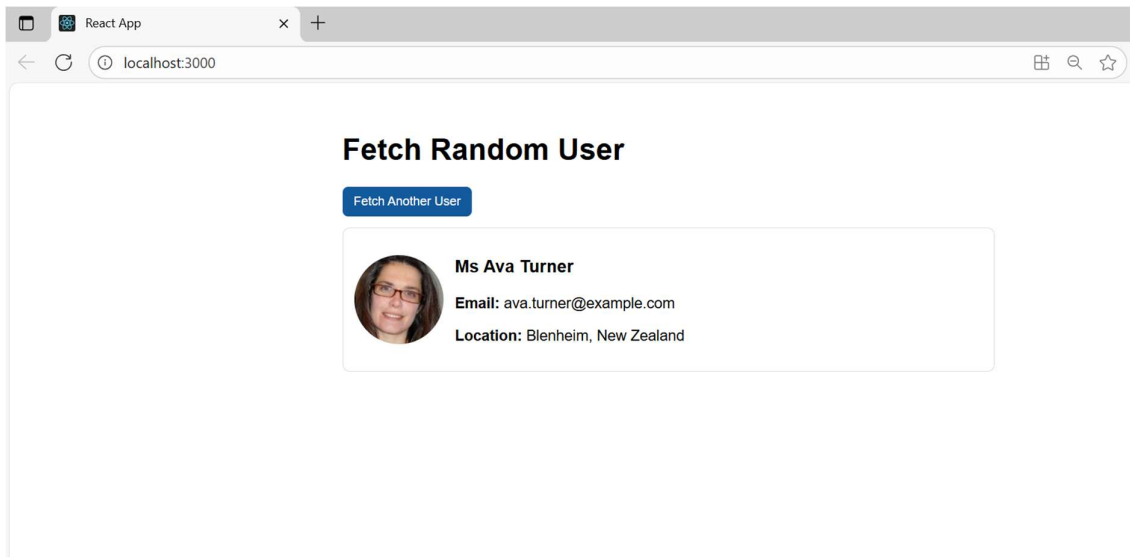 React App
localhost:3000
Fetch Random User
Fetch Another User
Ms Ava Turner
Email: ava.turner@example.com
Location: Blenheim, New Zealand